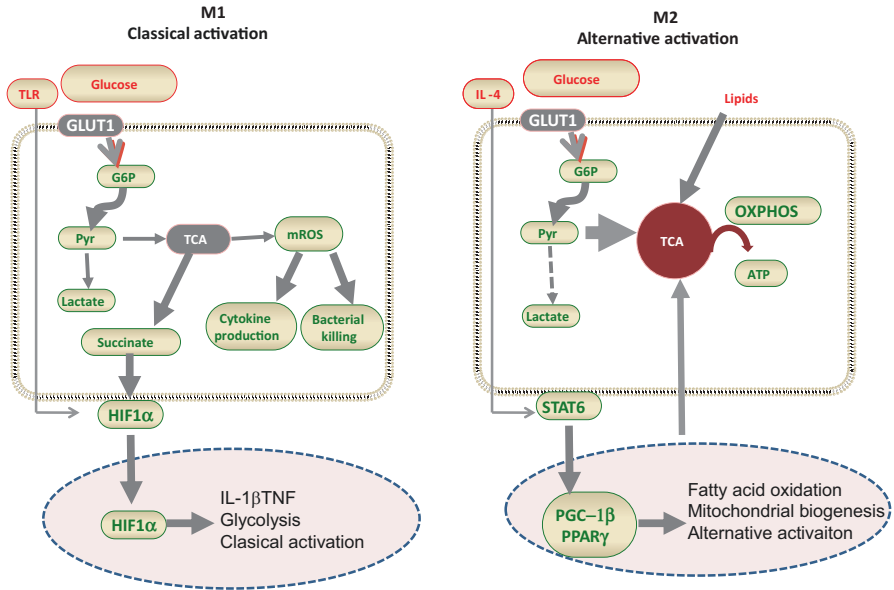 M1
Classical activation
TLR
Glucose
GLUT1
G6P
Pyr
TCA
mROS
Lactate
Cytokine
production
Bacterial
killing
Succinate
HIF1α
HIF1α
IL-1βTNF
Glycolysis
Clasical activation
M2
Alternative activation
IL-4
Glucose
Lipids
GLUT1
G6P
Pyr
TCA
OXPHOS
ATP
Lactate
STAT6
PGC–1β
PPARγ
Fatty acid oxidation
Mitochondrial biogenesis
Alternative activaiton